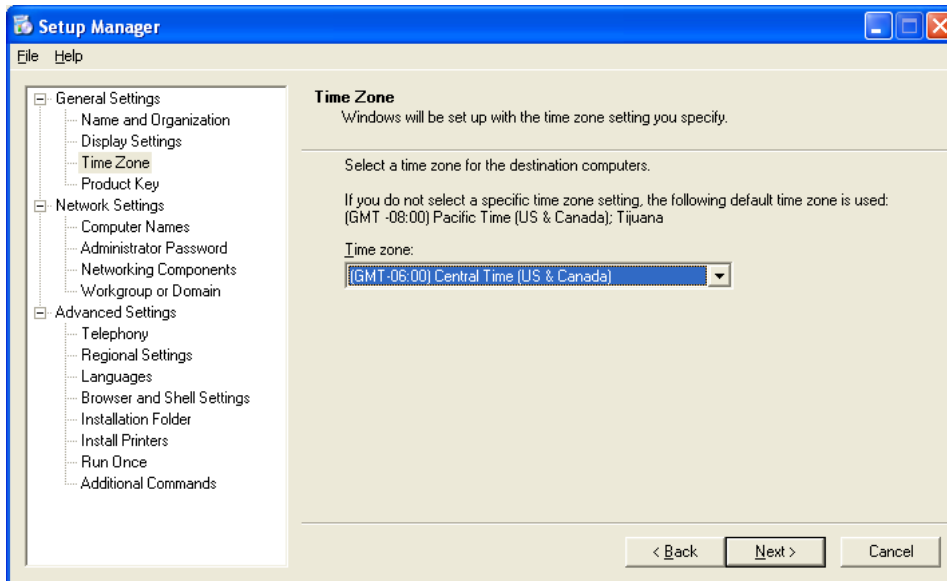 Setup Manager
File Help
General Settings
Name and Organization
Display Settings
Time Zone
Product Key
Network Settings
Computer Names
Administrator Password
Networking Components
Workgroup or Domain
Advanced Settings
Telephony
Regional Settings
Languages
Browser and Shell Settings
Installation Folder
Install Printers
Run Once
Additional Commands
Time Zone
Windows will be set up with the time zone setting you specify.
Select a time zone for the destination computers.
If you do not select a specific time zone setting, the following default time zone is used:
(GMT -08:00) Pacific Time (US & Canada); Tijuana
Time zone:
(GMT-06:00) Central Time (US & Canada)
< Back Next > Cancel